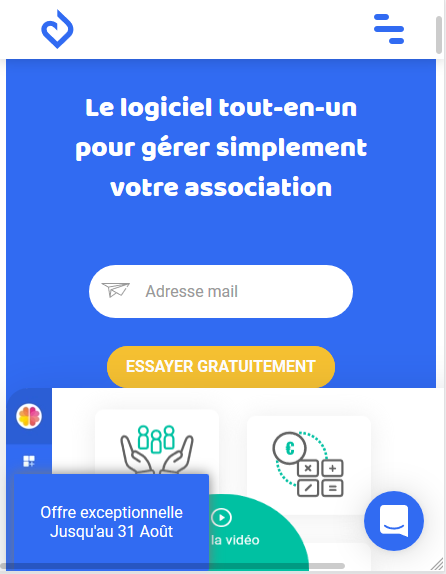 Le logiciel tout-en-un
pour gérer simplement
votre association
Adresse mail
ESSAYER GRATUITEMENT
€
Offre exceptionnelle
Jusqu'au 31 Août
la vidéo